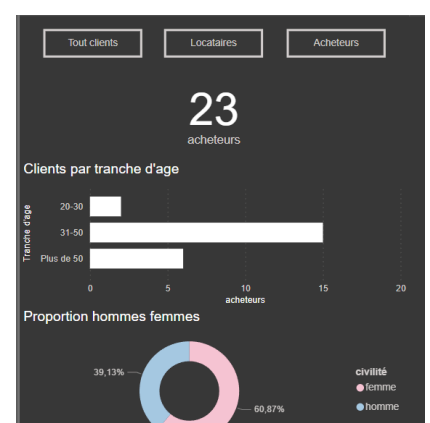 Tout clients
Locataires
Acheteurs
23
acheteurs
Clients par tranche d'age
Tranche d'age
20-30
31-50
Plus de 50
0 5 10 15 20
acheteurs
Proportion hommes femmes
39,13%
60,87%
civilité
femme
homme